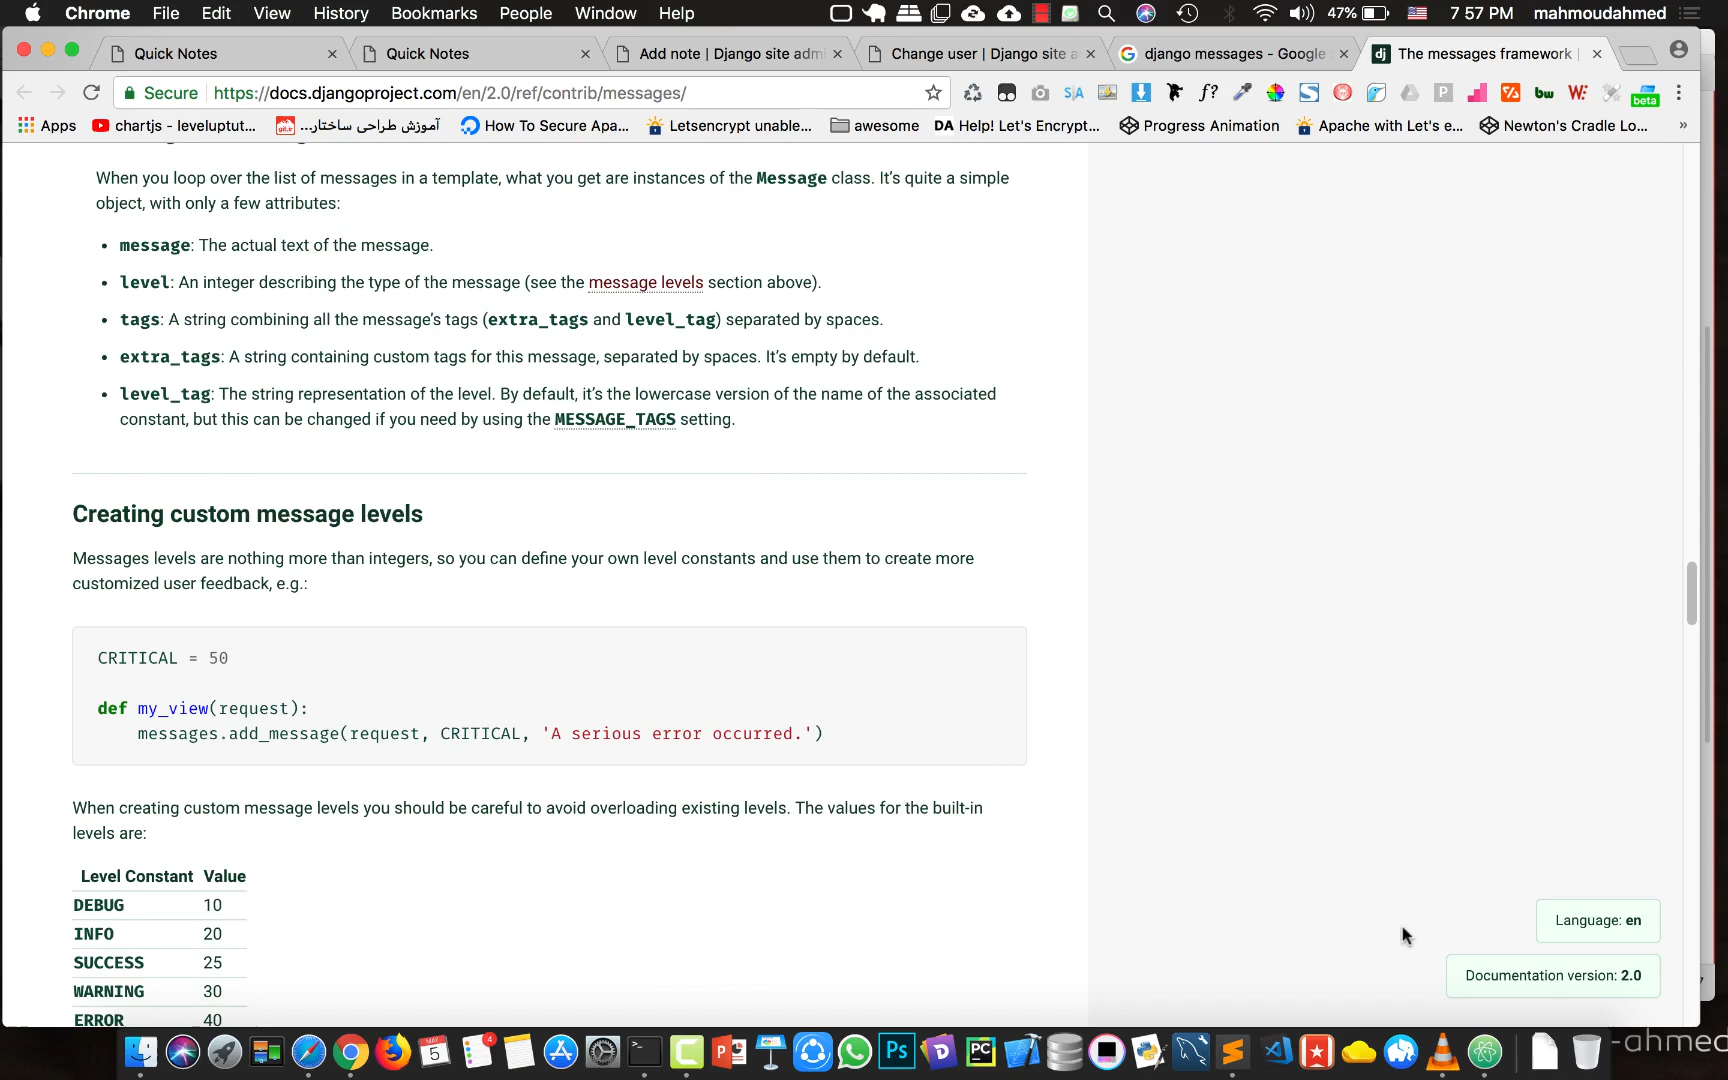 Chrome File Edit View History Bookmarks People Window Help 47% 7 57 PM mahmoudahmed
Quick Notes Quick Notes Add note | Django site adm Change user | Django site a django messages - Google The messages framework |
Secure https://docs.djangoproject.com/en/2.0/ref/contrib/messages/
Apps chartjs - leveluptut... آموزش طراحی ساختار... How To Secure Apa... Letsencrypt unable... awesome DA Help! Let's Encrypt... Progress Animation Apache with Let's e... Newton's Cradle Lo... »
When you loop over the list of messages in a template, what you get are instances of the Message class. It's quite a simple
object, with only a few attributes:
• message: The actual text of the message.
• level: An integer describing the type of the message (see the message levels section above).
• tags: A string combining all the message's tags (extra_tags and level_tag) separated by spaces.
• extra_tags: A string containing custom tags for this message, separated by spaces. It's empty by default.
• level_tag: The string representation of the level. By default, it's the lowercase version of the name of the associated
constant, but this can be changed if you need by using the MESSAGE_TAGS setting.
Creating custom message levels
Messages levels are nothing more than integers, so you can define your own level constants and use them to create more
customized user feedback, e.g.:
CRITICAL = 50
def my_view(request):
messages.add_message(request, CRITICAL, 'A serious error occurred.')
When creating custom message levels you should be careful to avoid overloading existing levels. The values for the built-in
levels are:
Level Constant Value
DEBUG 10
INFO 20
SUCCESS 25
WARNING 30
ERROR 40
Language: en
Documentation version: 2.0
-ahmed